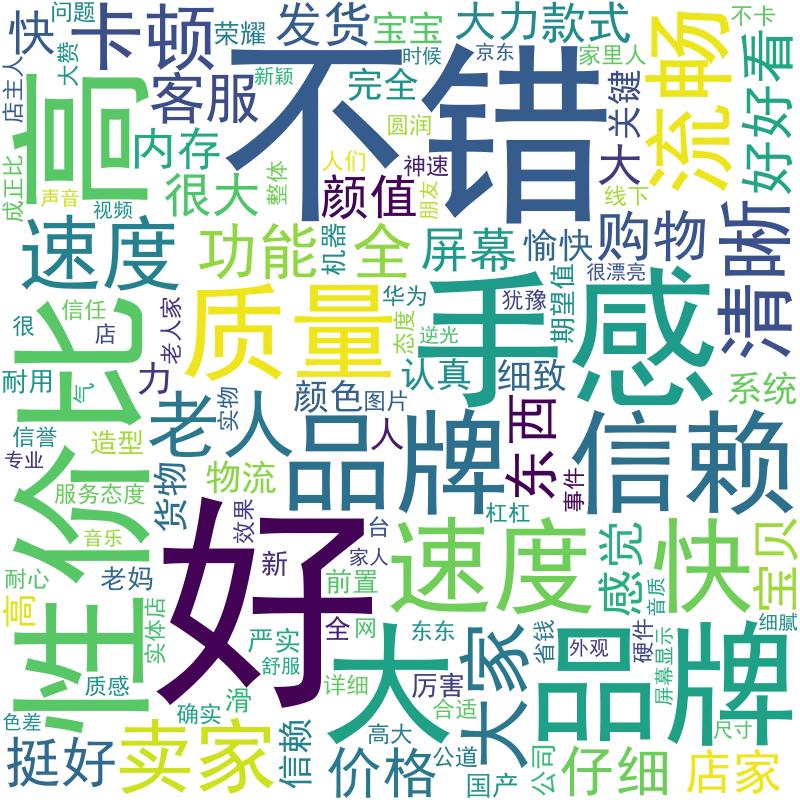 问题
快
卡顿
荣耀
发货
宝宝
大力
款式
不卡
大赞
店主
人
高
客服
新颖
完全
时候
京东
家里人
不错
流畅
好好
看
关键
内存
圆润
成正比
声音
很大
整体
人们
神速
颜值
朋友
大
线下
视频
速度
功能
全
机器
屏幕
愉快
购物
清晰
期望值
很漂亮
质量
华为
态度
逆光
犹豫
手感
信任
店
老人家
很
性价比
耐用
气
力
认真
细致
系统
颜色
图片
实物
老人
人
品牌
东西
信赖
信誉
造型
专业
货物
物流
服务态度
事件
效果
杠杠
音乐
好
台
速度
快
感觉
宝贝
耐心
老妈
新
家人
前置
音质
高
实体店
严实
全
网
东东
省钱
硬件
细腻
舒服
大
大家
外观
屏幕显示
品牌
质感
详细
厉害
滑
确实
合适
尺寸
色差
挺好
卖家
信赖
高大
价格
公道
国产
公司
仔细
店家